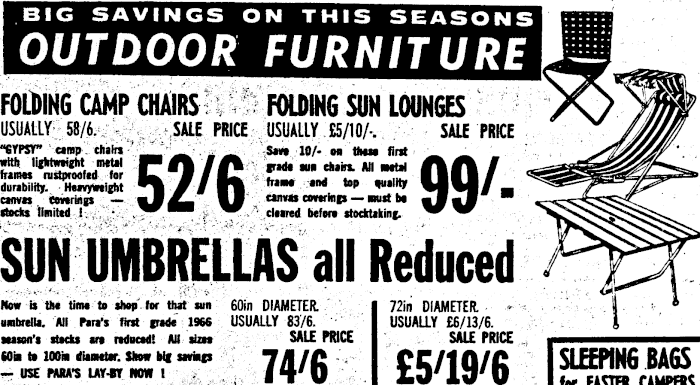 BIG SAVINGS ON THIS SEASONS
OUTDOOR FURNITURE
FOLDING CAMP CHAIRS
USUALLY 58/6. SALE PRICE
"GYPSY" camp chairs
with lightweight metal
frames rustproofed for
durability. Heavyweight
canvas coverings —
stocks limited !
52/6
FOLDING SUN LOUNGES
USUALLY £5/10/-. SALE PRICE
Save 10/- on these first
grade sun chairs. All metal
frame and top quality
canvas coverings — must be
cleared before stocktaking.
99/-
SUN UMBRELLAS all Reduced
Now is the time to shop for that sun
umbrella. All Para's first grade 1966
season's stocks are reduced! All sizes
60in to 100in diameter. Show big savings
— USE PARA'S LAY-BY NOW !
60in DIAMETER.
USUALLY 83/6.
SALE PRICE
74/6
72in DIAMETER.
USUALLY £6/13/6.
SALE PRICE
£5/19/6
SLEEPING BAGS
for EASTER CAMPERS